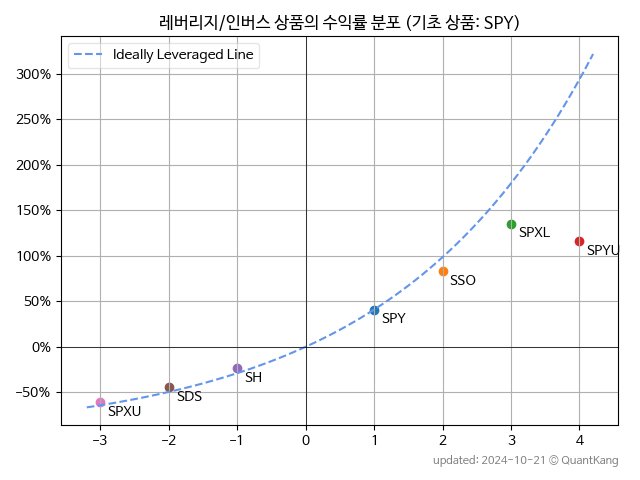 레버리지/인버스 상품의 수익률 분포 (기초 상품: SPY)
Ideally Leveraged Line
300%
250%
200%
150%
100%
50%
0%
−50%
SPXL
SPYU
SSO
SPY
SH
SDS
SPXU
−3 −2 −1 0 1 2 3 4
updated: 2024-10-21 © QuantKang